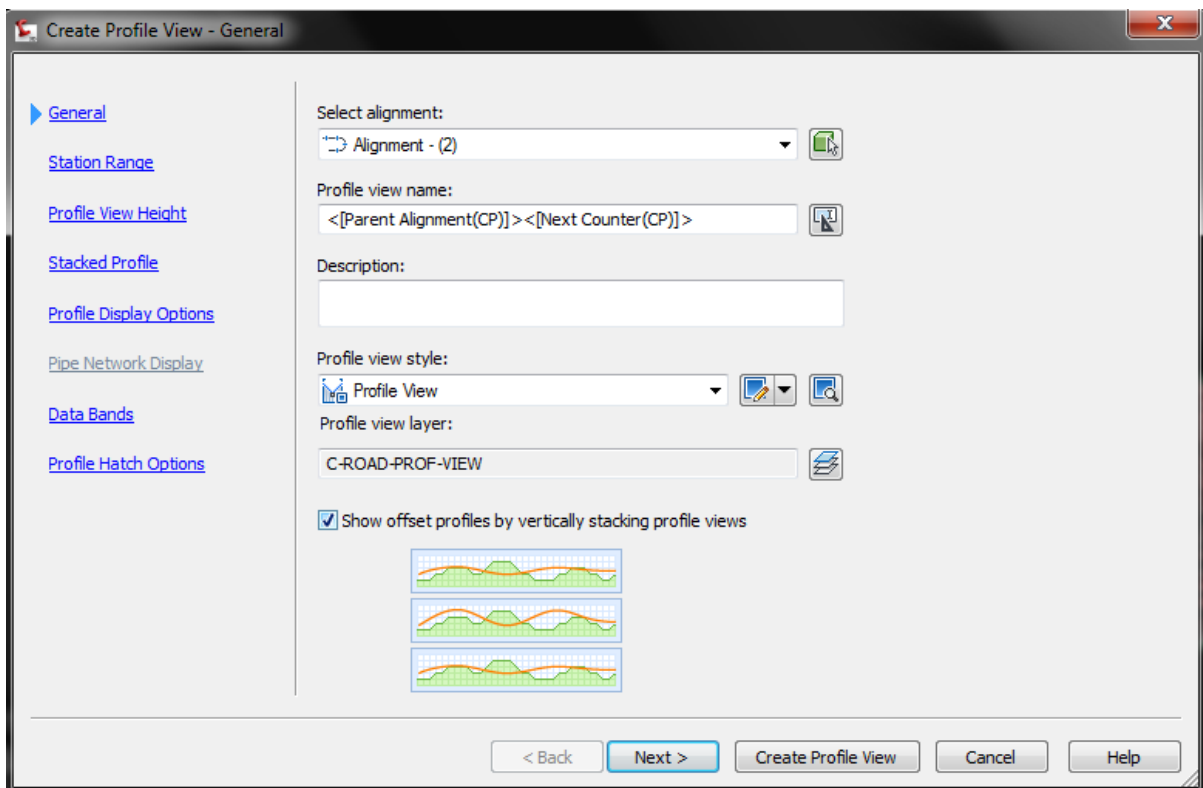 Create Profile View - General
General
Station Range
Profile View Height
Stacked Profile
Profile Display Options
Pipe Network Display
Data Bands
Profile Hatch Options
Select alignment:
Alignment - (2)
Profile view name:
<[Parent Alignment(CP)]><[Next Counter(CP)]>
Description:
Profile view style:
Profile View
Profile view layer:
C-ROAD-PROF-VIEW
Show offset profiles by vertically stacking profile views
< Back Next > Create Profile View Cancel Help